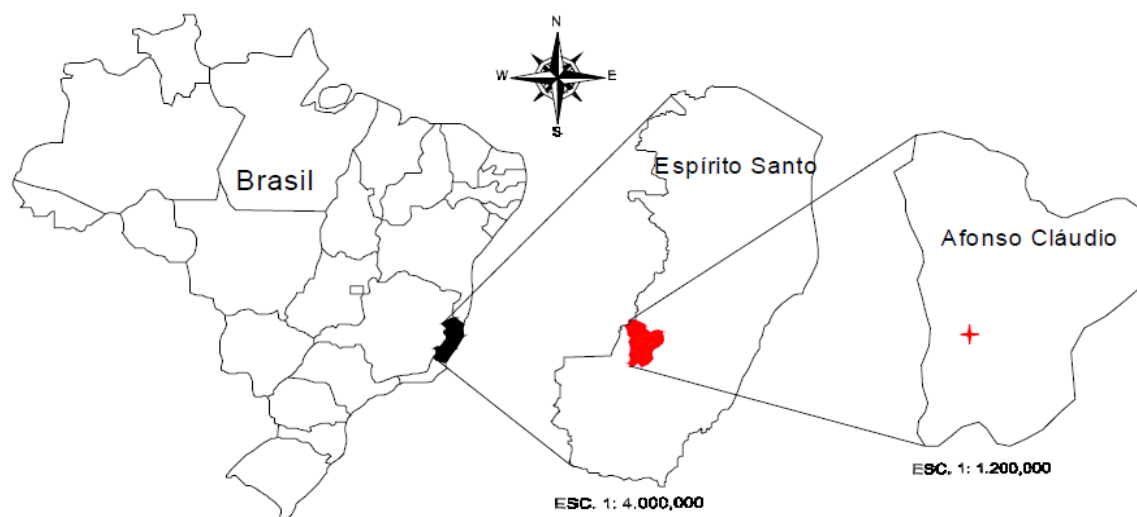 N
W
E
S
Brasil
Espírito Santo
Afonso Cláudio
ESC. 1: 4.000,000
ESC. 1: 1.200,000